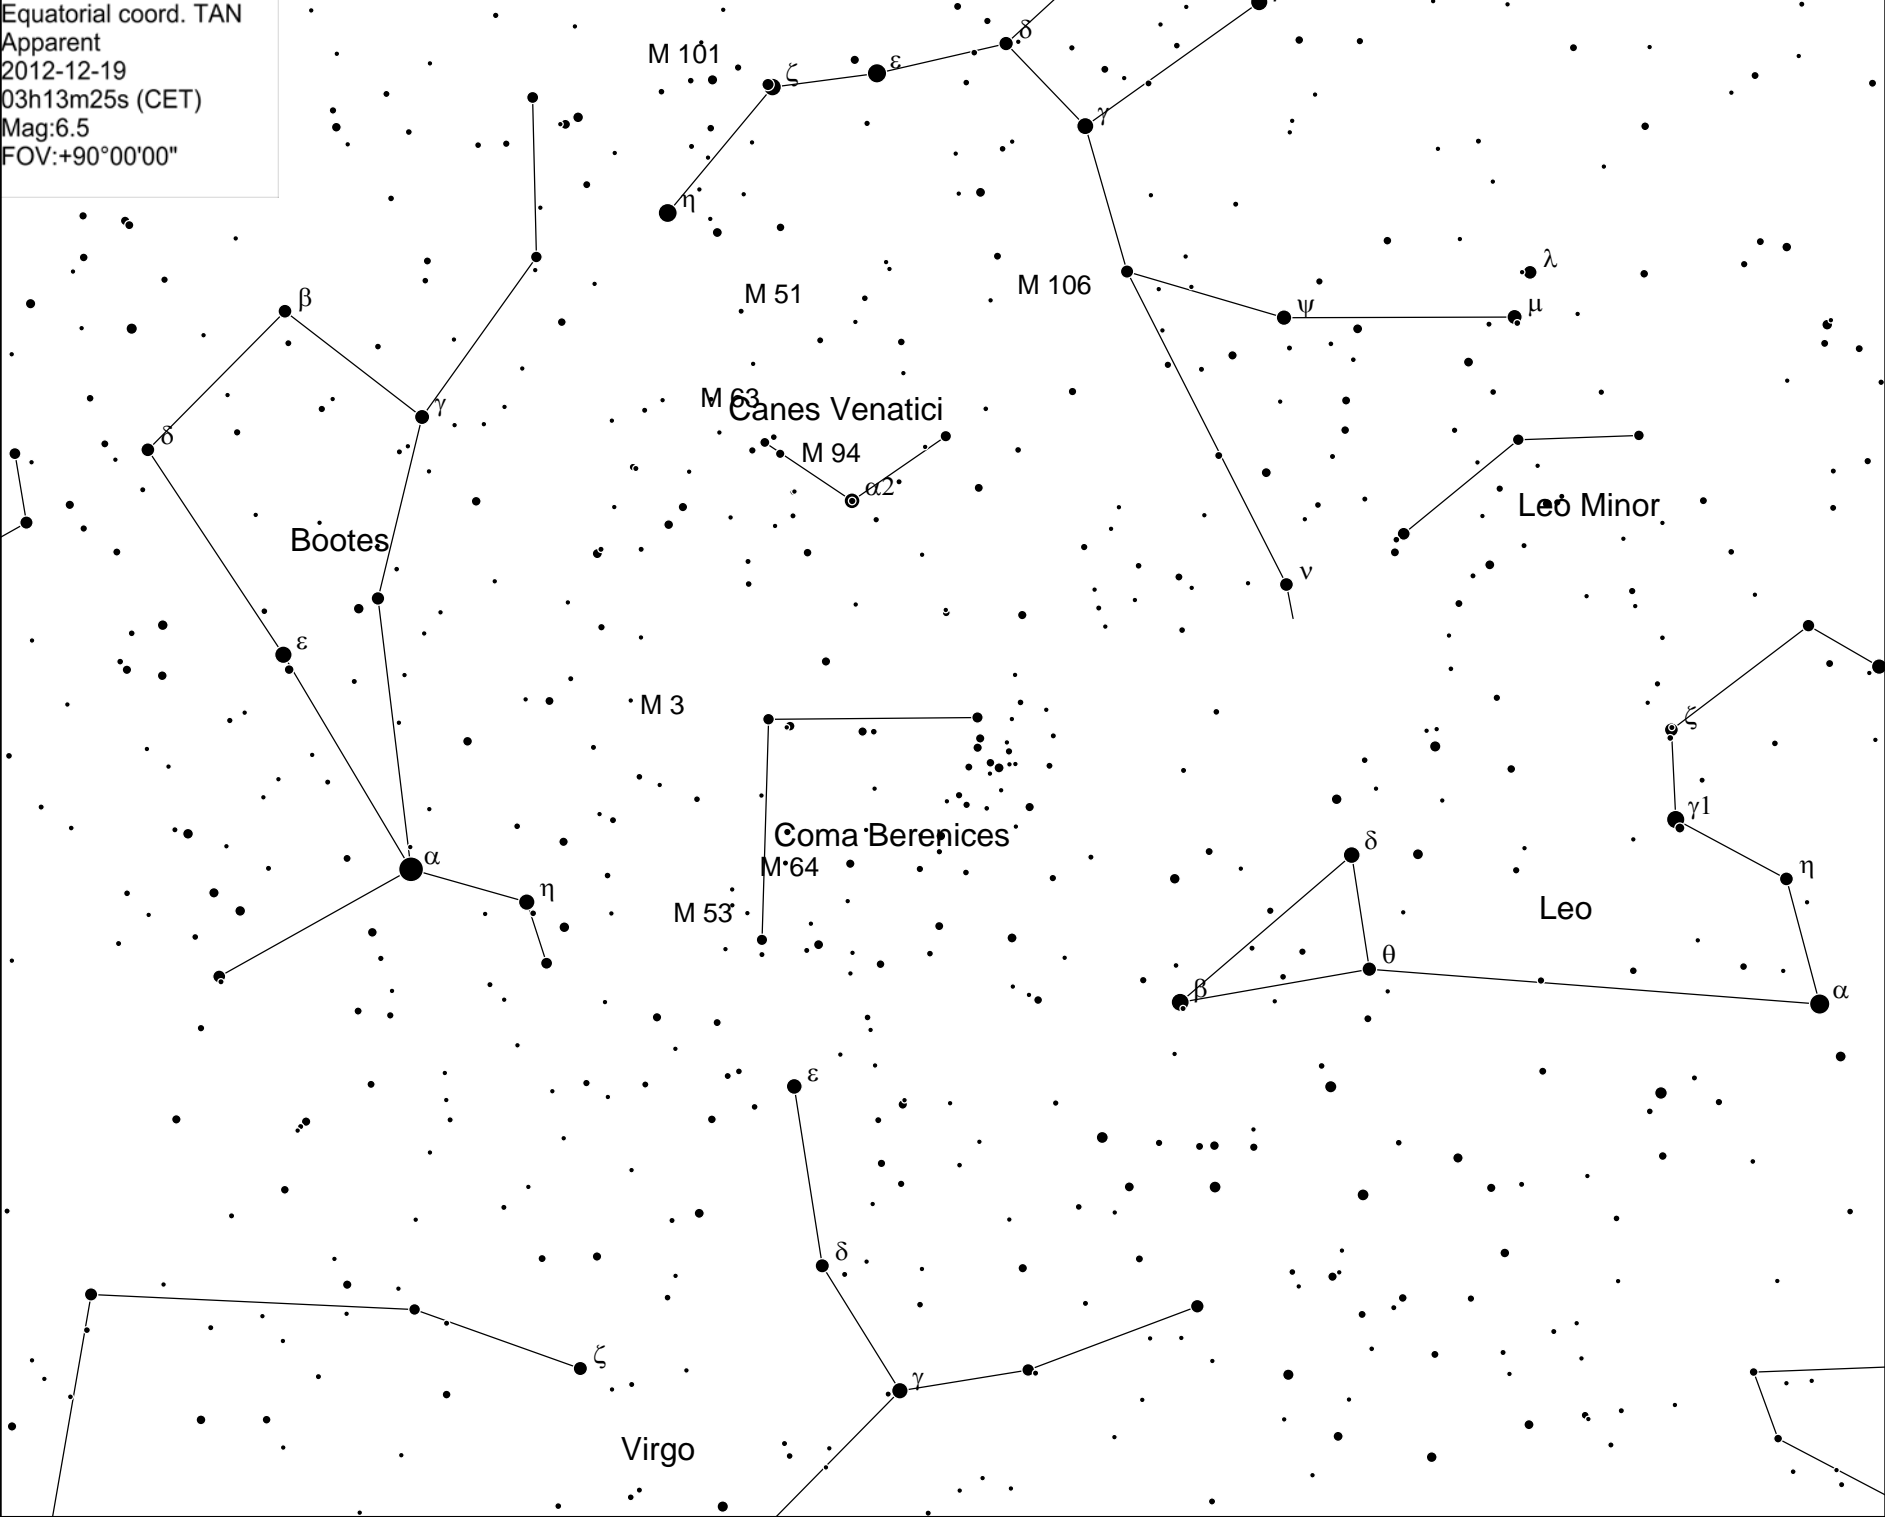 Equatorial coord. TAN
Apparent
2012-12-19
03h13m25s (CET)
Mag:6.5
FOV:+90°00'00"
δ
M 101
ζ
ε
γ
η
λ
M 51
M 106
β
ψ
μ
M 63
Canes Venatici
γ
δ
M 94
α2
Leo Minor
Bootes
ν
ε
M 3
ζ
γ1
Coma Berenices
δ
α
M 64
η
η
M 53
Leo
θ
β
α
ε
δ
ζ
γ
Virgo